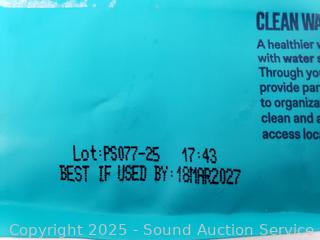 CLEAN WA
A healthier w
with water s
Through you
provide par
to organiza
clean and a
access loca
Lot:PS077-25 17:43
BEST IF USED BY:18MAR2027
Copyright 2025 - Sound Auction Service